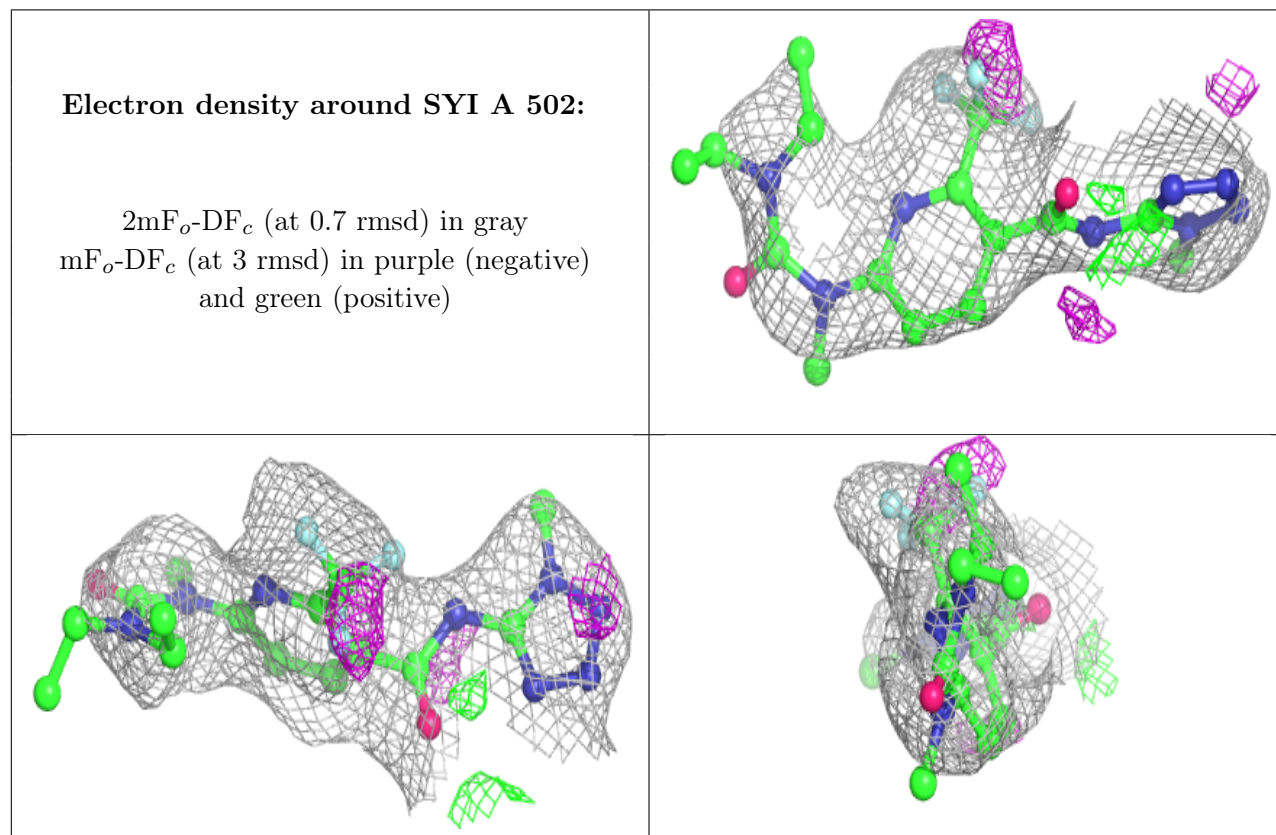 Electron density around SYI A 502:
2mFo-DFc (at 0.7 rmsd) in gray
mFo-DFc (at 3 rmsd) in purple (negative)
and green (positive)